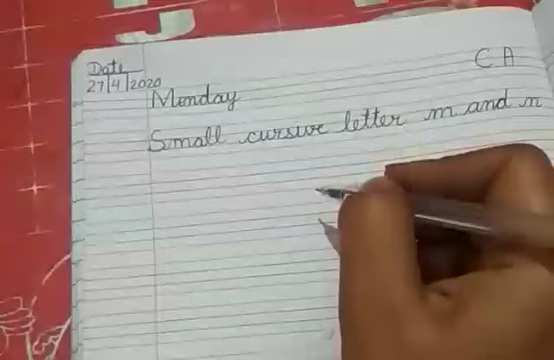 C A
Date
27|4|2020
Monday
Small cursive letter m and n